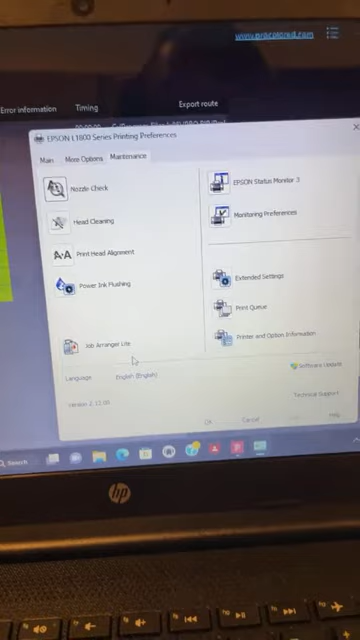 www.procolored.com
Error information
Timing
Export route
EPSON L1800 Series Printing Preferences
Main
More Options
Maintenance
Nozzle Check
EPSON Status Monitor 3
Head Cleaning
Monitoring Preferences
Print Head Alignment
Power Ink Flushing
Extended Settings
Print Queue
Job Arranger Lite
Printer and Option Information
Language
English (English)
Software Update
Technical Support
OK
Cancel
Help
Search
hp